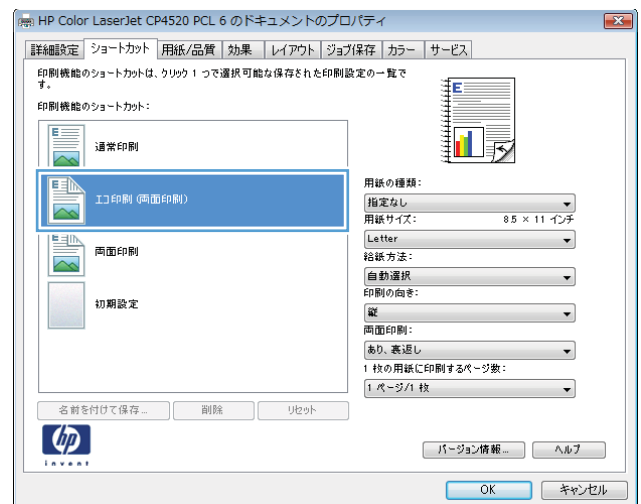 HP Color LaserJet CP4520 PCL 6 のドキュメントのプロパティ
詳細設定 ショートカット 用紙/品質 効果 レイアウト ジョブ保存 カラー サービス
印刷機能のショートカットは、クリック 1 つで選択可能な保存された印刷設定の一覧で
す。
印刷機能のショートカット:
通常印刷
エコ印刷 (両面印刷)
両面印刷
初期設定
名前を付けて保存...
削除
リセット
E
用紙の種類:
指定なし
用紙サイズ: 8.5 × 11 インチ
Letter
給紙方法:
自動選択
印刷の向き:
縦
両面印刷:
あり、裏返し
1 枚の用紙に印刷するページ数:
1 ページ/1 枚
hp
invent
バージョン情報...
ヘルプ
OK
キャンセル